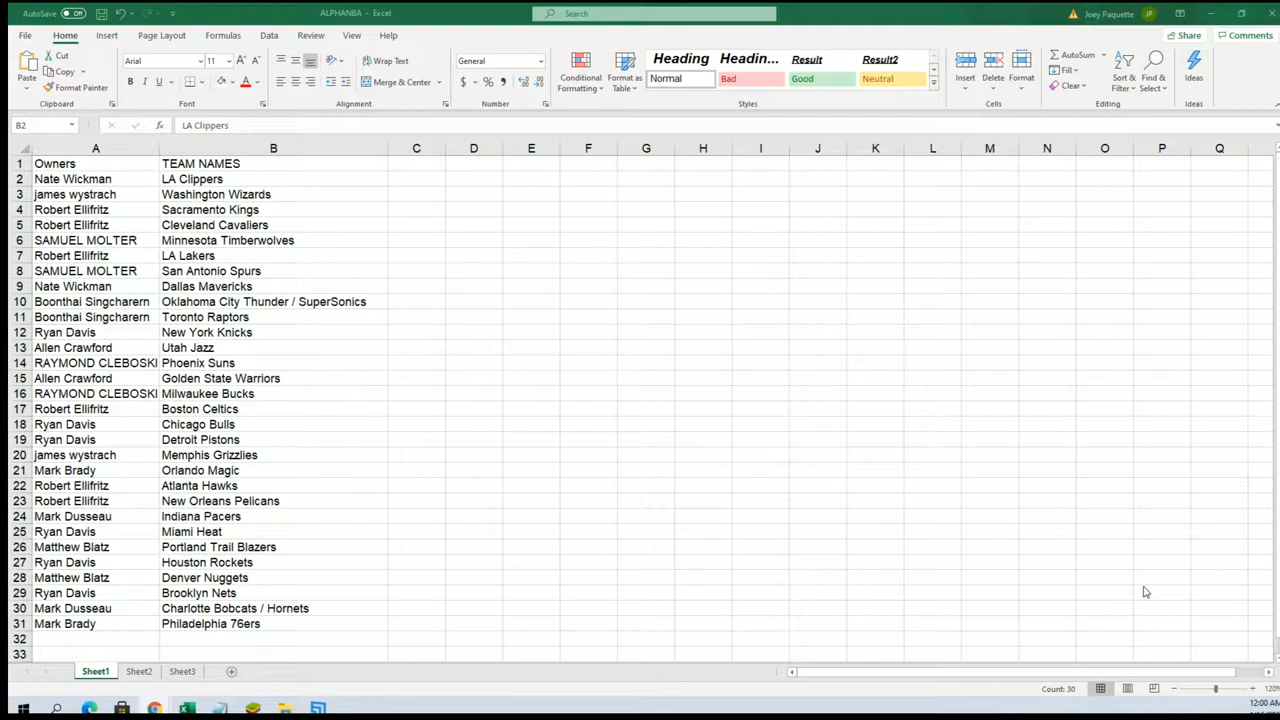 AutoSave Off ALPHANBA - Excel Search Joey Paquette JP
File Home Insert Page Layout Formulas Data Review View Help Share Comments
Paste Cut Copy Format Painter Clipboard
Arial 11 B I U Font
Wrap Text Merge & Center Alignment
General $ % , Number
Conditional Formatting Format as Table Heading Headin... Result Result2
Normal Bad Good Neutral Styles
Insert Delete Format Cells
AutoSum Fill Clear Sort & Filter Find & Select Editing
Ideas Ideas
B2 fx LA Clippers
A B C D E F G H I J K L M N O P Q
1 Owners TEAM NAMES
2 Nate Wickman LA Clippers
3 james wystrach Washington Wizards
4 Robert Ellifritz Sacramento Kings
5 Robert Ellifritz Cleveland Cavaliers
6 SAMUEL MOLTER Minnesota Timberwolves
7 Robert Ellifritz LA Lakers
8 SAMUEL MOLTER San Antonio Spurs
9 Nate Wickman Dallas Mavericks
10 Boonthai Singcharern Oklahoma City Thunder / SuperSonics
11 Boonthai Singcharern Toronto Raptors
12 Ryan Davis New York Knicks
13 Allen Crawford Utah Jazz
14 RAYMOND CLEBOSKI Phoenix Suns
15 Allen Crawford Golden State Warriors
16 RAYMOND CLEBOSKI Milwaukee Bucks
17 Robert Ellifritz Boston Celtics
18 Ryan Davis Chicago Bulls
19 Ryan Davis Detroit Pistons
20 james wystrach Memphis Grizzlies
21 Mark Brady Orlando Magic
22 Robert Ellifritz Atlanta Hawks
23 Robert Ellifritz New Orleans Pelicans
24 Mark Dusseau Indiana Pacers
25 Ryan Davis Miami Heat
26 Matthew Blatz Portland Trail Blazers
27 Ryan Davis Houston Rockets
28 Matthew Blatz Denver Nuggets
29 Ryan Davis Brooklyn Nets
30 Mark Dusseau Charlotte Bobcats / Hornets
31 Mark Brady Philadelphia 76ers
32
33
Sheet1 Sheet2 Sheet3
Count: 30 120%
12:00 AM